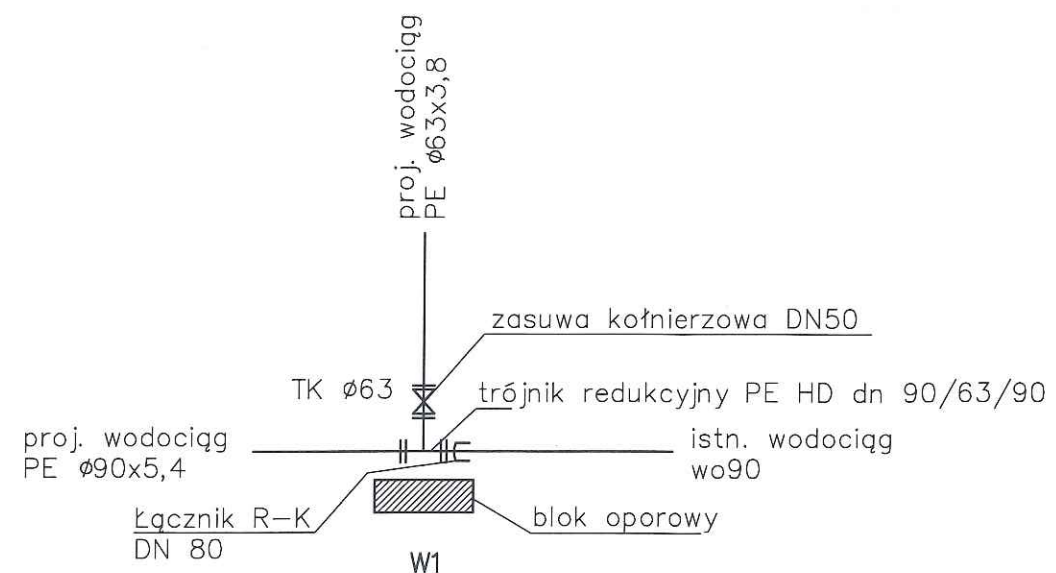 proj. wodociąg
PE ø63x3,8
zasuwa kołnierzowa DN50
TK ø63
trójnik redukcyjny PE HD dn 90/63/90
proj. wodociąg
PE ø90x5,4
istn. wodociąg
wo90
Łącznik R-K
DN 80
blok oporowy
W1